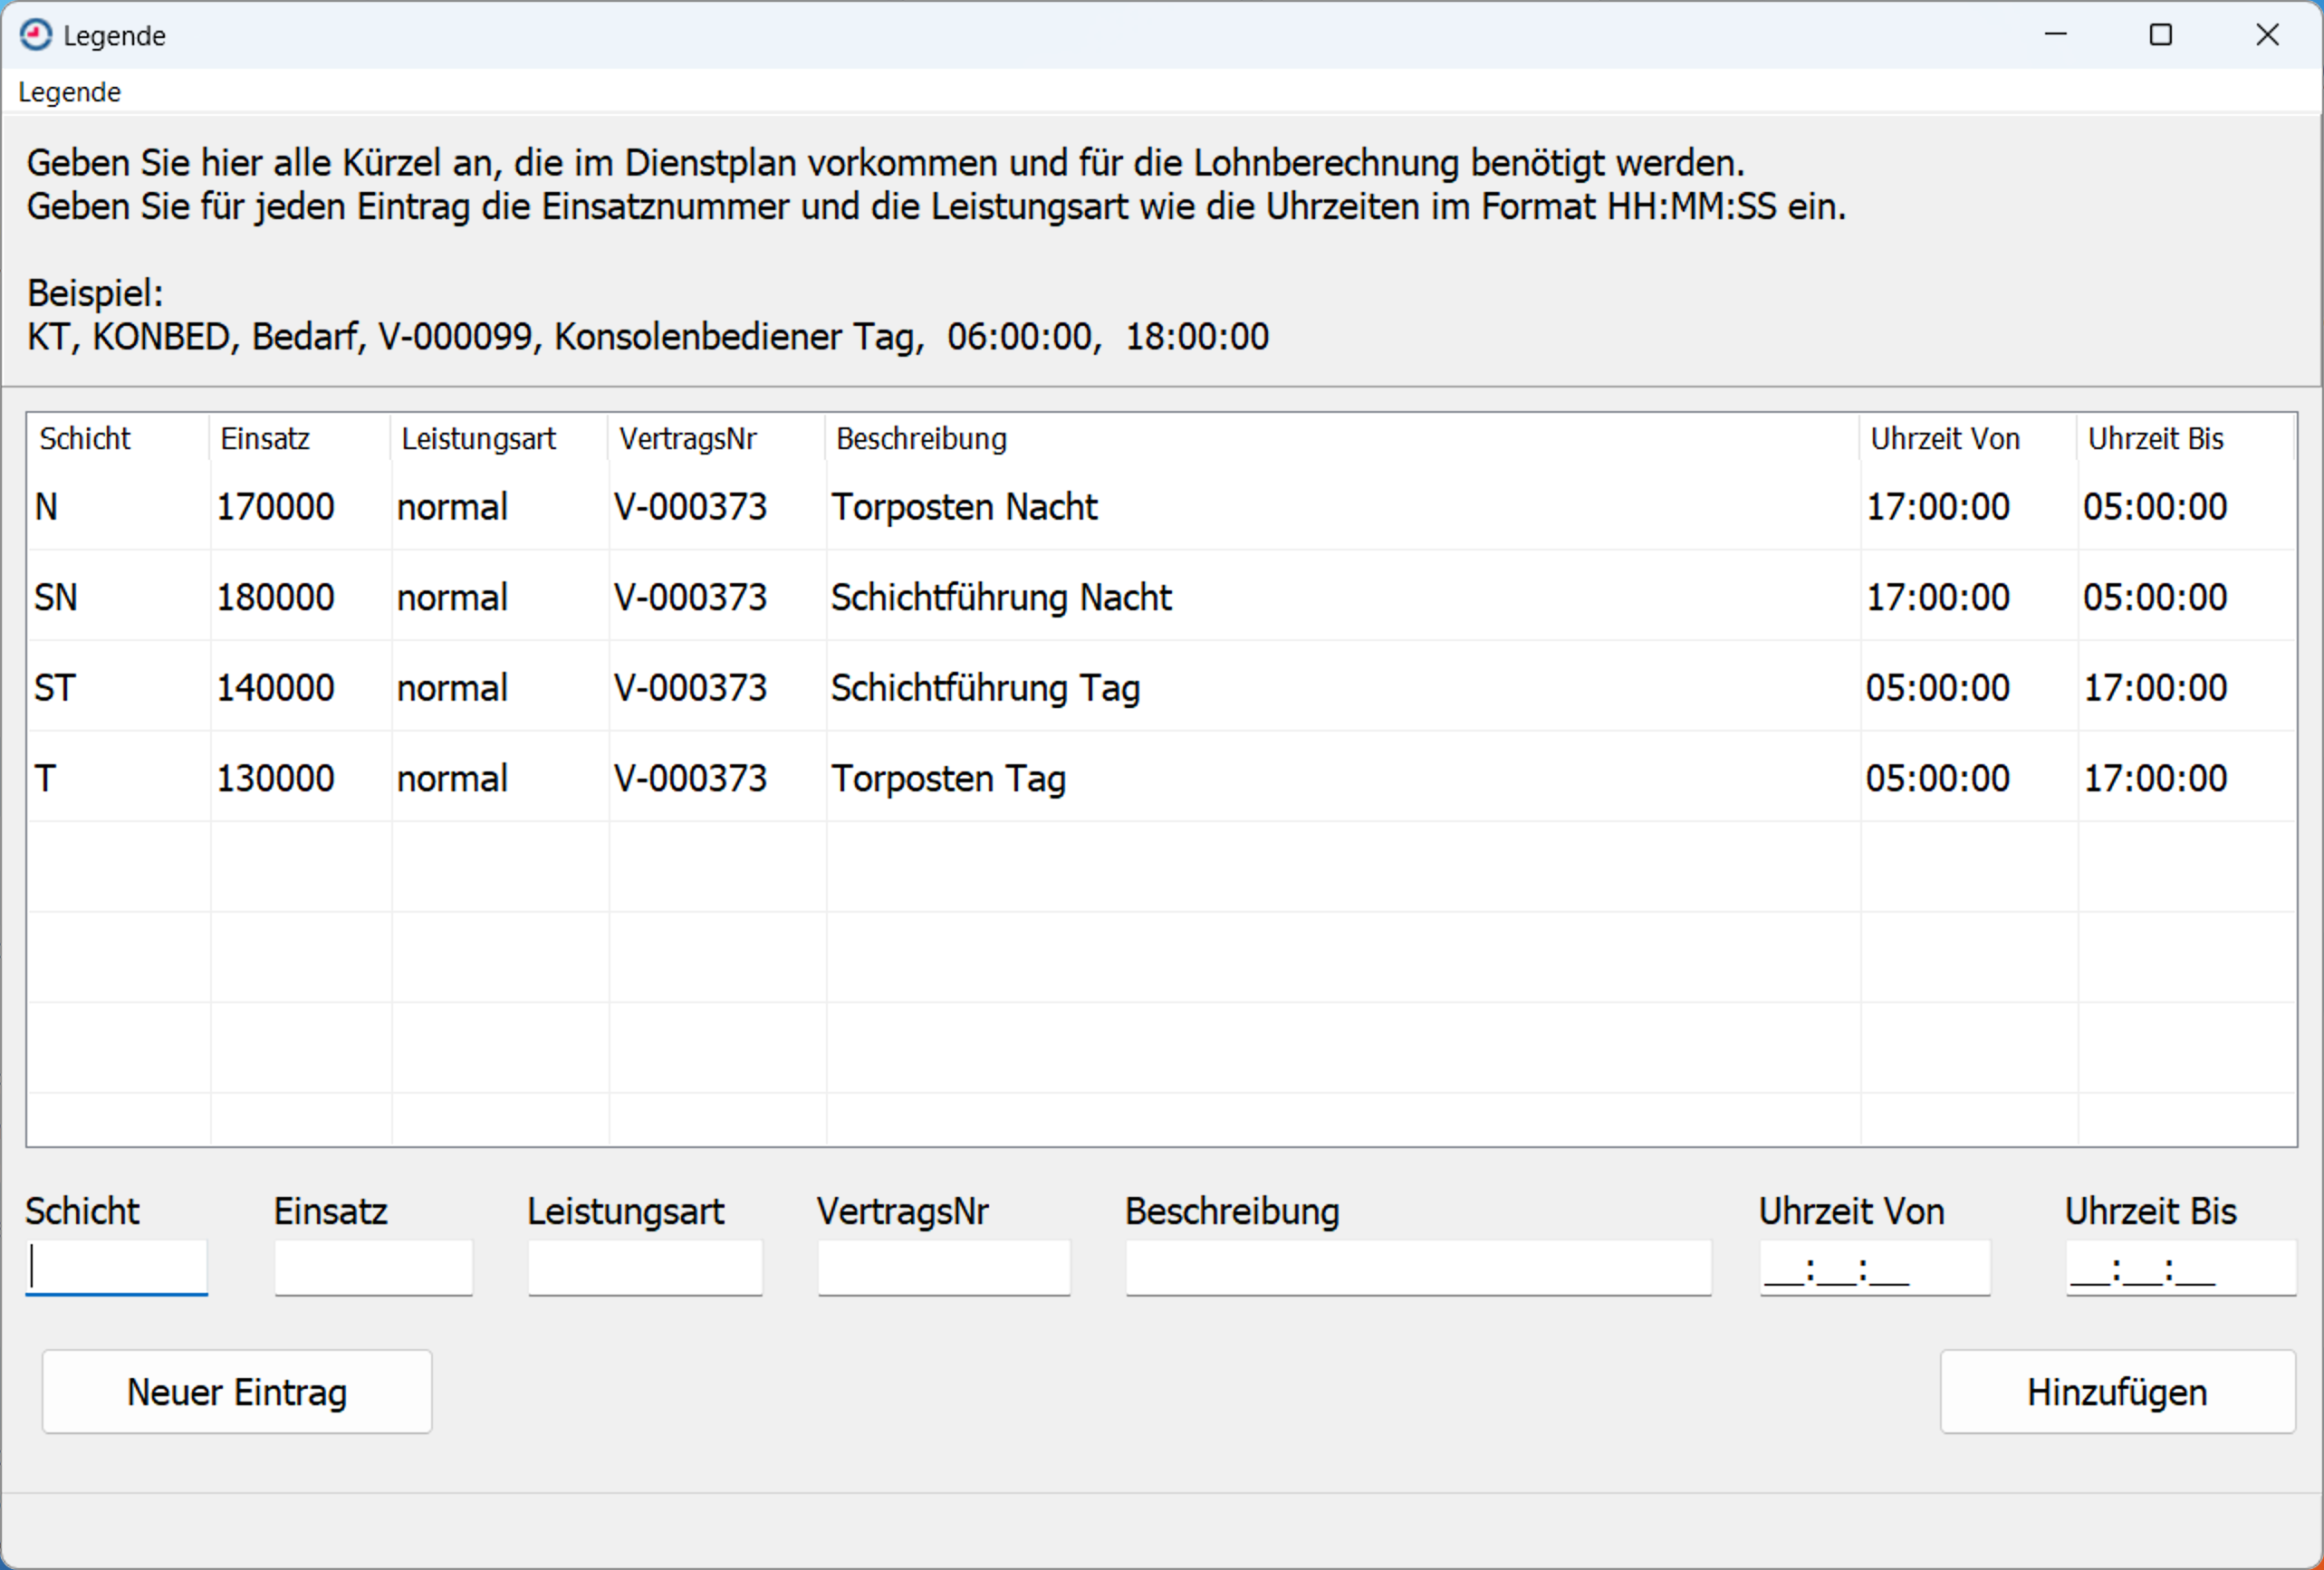 Legende
Legende
Geben Sie hier alle Kürzel an, die im Dienstplan vorkommen und für die Lohnberechnung benötigt werden.
Geben Sie für jeden Eintrag die Einsatznummer und die Leistungsart wie die Uhrzeiten im Format HH:MM:SS ein.
Beispiel:
KT, KONBED, Bedarf, V-000099, Konsolenbediener Tag,  06:00:00,  18:00:00
Schicht Einsatz Leistungsart VertragsNr Beschreibung Uhrzeit Von Uhrzeit Bis
N 170000 normal V-000373 Torposten Nacht 17:00:00 05:00:00
SN 180000 normal V-000373 Schichtführung Nacht 17:00:00 05:00:00
ST 140000 normal V-000373 Schichtführung Tag 05:00:00 17:00:00
T 130000 normal V-000373 Torposten Tag 05:00:00 17:00:00
Schicht Einsatz Leistungsart VertragsNr Beschreibung Uhrzeit Von Uhrzeit Bis
__:__:__ __:__:__
Neuer Eintrag Hinzufügen